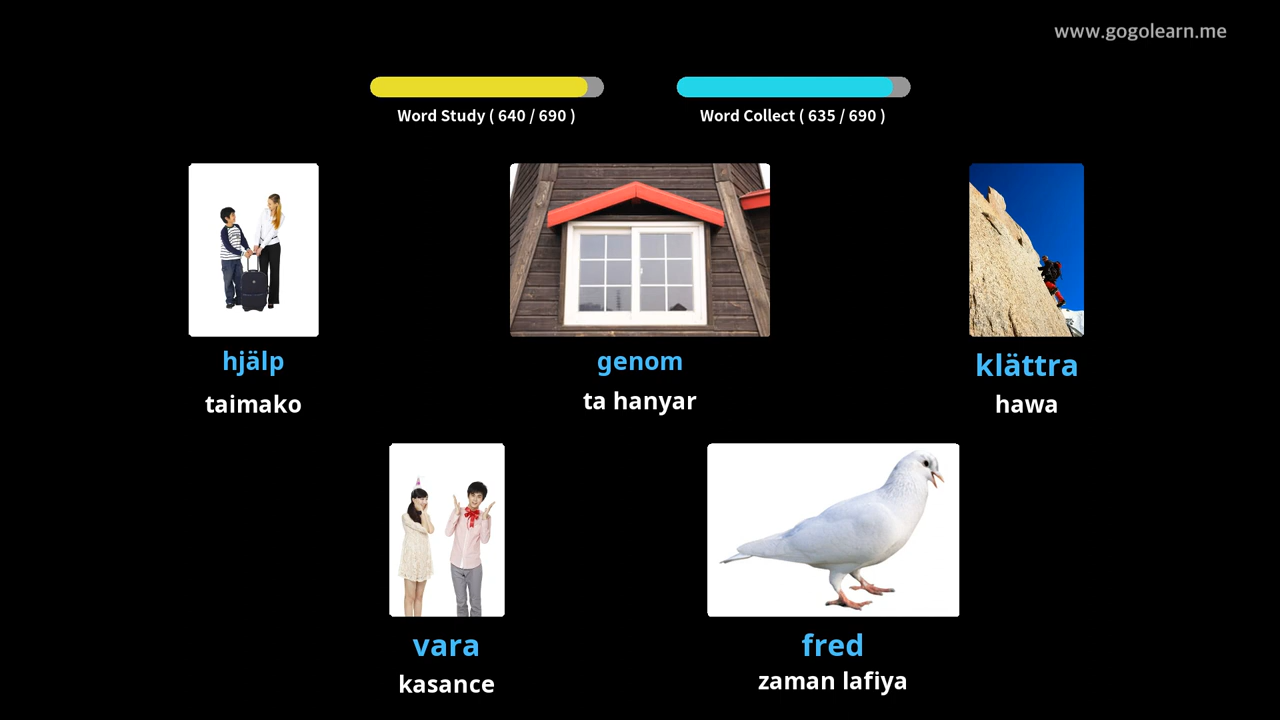 www.gogolearn.me
Word Study ( 640 / 690 )
Word Collect ( 635 / 690 )
hjälp
taimako
genom
ta hanyar
klättra
hawa
vara
kasance
fred
zaman lafiya